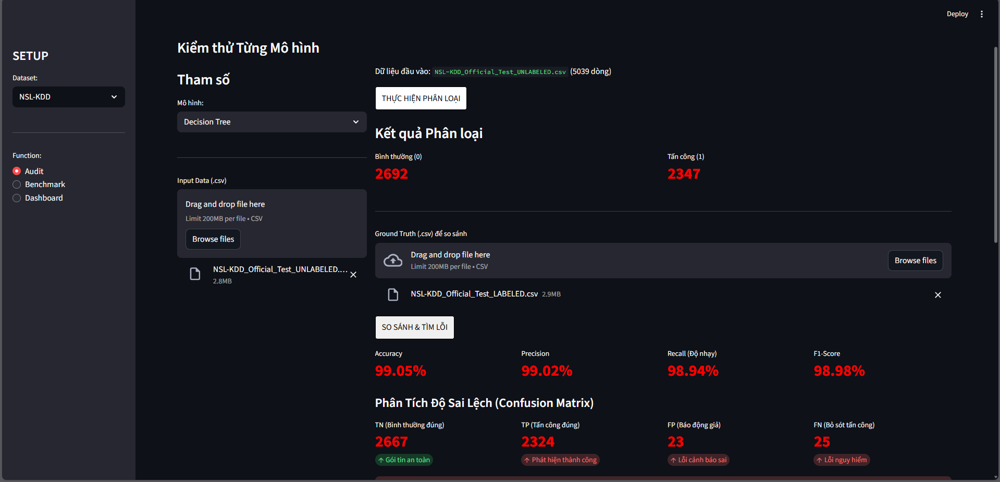 Deploy
SETUP
Dataset:
NSL-KDD
Function:
Audit
Benchmark
Dashboard
Kiểm thử Từng Mô hình
Tham số
Mô hình:
Decision Tree
Input Data (.csv)
Drag and drop file here
Limit 200MB per file • CSV
Browse files
NSL-KDD_Official_Test_UNLABELED.…
2.8MB
Dữ liệu đầu vào: NSL-KDD_Official_Test_UNLABELED.csv (5039 dòng)
THỰC HIỆN PHÂN LOẠI
Kết quả Phân loại
Bình thường (0) Tấn công (1)
2692 2347
Ground Truth (.csv) để so sánh
Drag and drop file here
Limit 200MB per file • CSV
Browse files
NSL-KDD_Official_Test_LABELED.csv 2.9MB
SO SÁNH & TÌM LỖI
Accuracy Precision Recall (Độ nhạy) F1-Score
99.05% 99.02% 98.94% 98.98%
Phân Tích Độ Sai Lệch (Confusion Matrix)
TN (Bình thường đúng) TP (Tấn công đúng) FP (Báo động giả) FN (Bỏ sót tấn công)
2667 2324 23 25
↑ Gói tin an toàn ↑ Phát hiện thành công ↑ Lỗi cảnh báo sai ↑ Lỗi nguy hiểm